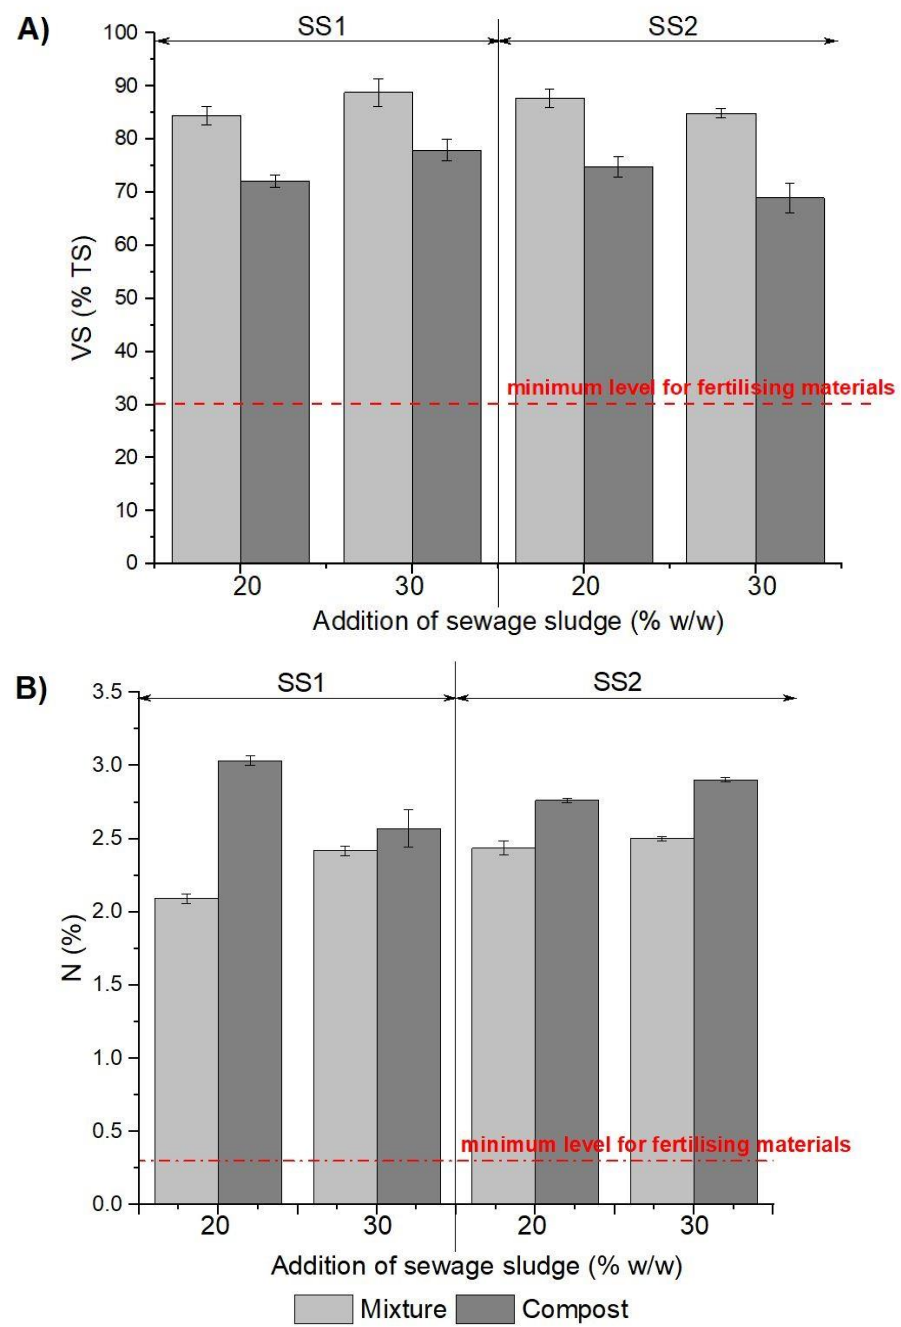 A)
SS1 SS2
100
90
80
70
60
50
40
30
20
10
0
VS (% TS)
minimum level for fertilising materials
20 30 20 30
Addition of sewage sludge (% w/w)
B)
SS1 SS2
3.5
3.0
2.5
2.0
1.5
1.0
0.5
0.0
N (%)
minimum level for fertilising materials
20 30 20 30
Addition of sewage sludge (% w/w)
Mixture Compost